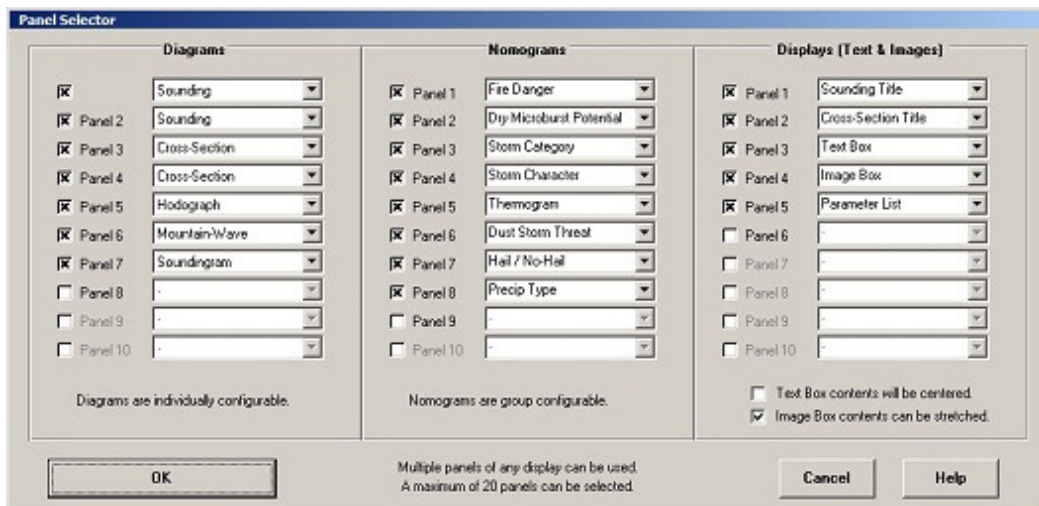 Panel Selector
Diagrams
Sounding
Panel 2 Sounding
Panel 3 Cross-Section
Panel 4 Cross-Section
Panel 5 Hodograph
Panel 6 Mountain-Wave
Panel 7 Soundingram
Panel 8 -
Panel 9 -
Panel 10 -
Diagrams are individually configurable.
Nomograms
Panel 1 Fire Danger
Panel 2 Dry Microburst Potential
Panel 3 Storm Category
Panel 4 Storm Character
Panel 5 Thermogram
Panel 6 Dust Storm Threat
Panel 7 Hail / No-Hail
Panel 8 Precip Type
Panel 9 -
Panel 10 -
Nomograms are group configurable.
Displays (Text & Images)
Panel 1 Sounding Title
Panel 2 Cross-Section Title
Panel 3 Text Box
Panel 4 Image Box
Panel 5 Parameter List
Panel 6 -
Panel 7 -
Panel 8 -
Panel 9 -
Panel 10 -
Text Box contents will be centered.
Image Box contents can be stretched.
OK
Multiple panels of any display can be used.
A maximum of 20 panels can be selected.
Cancel
Help